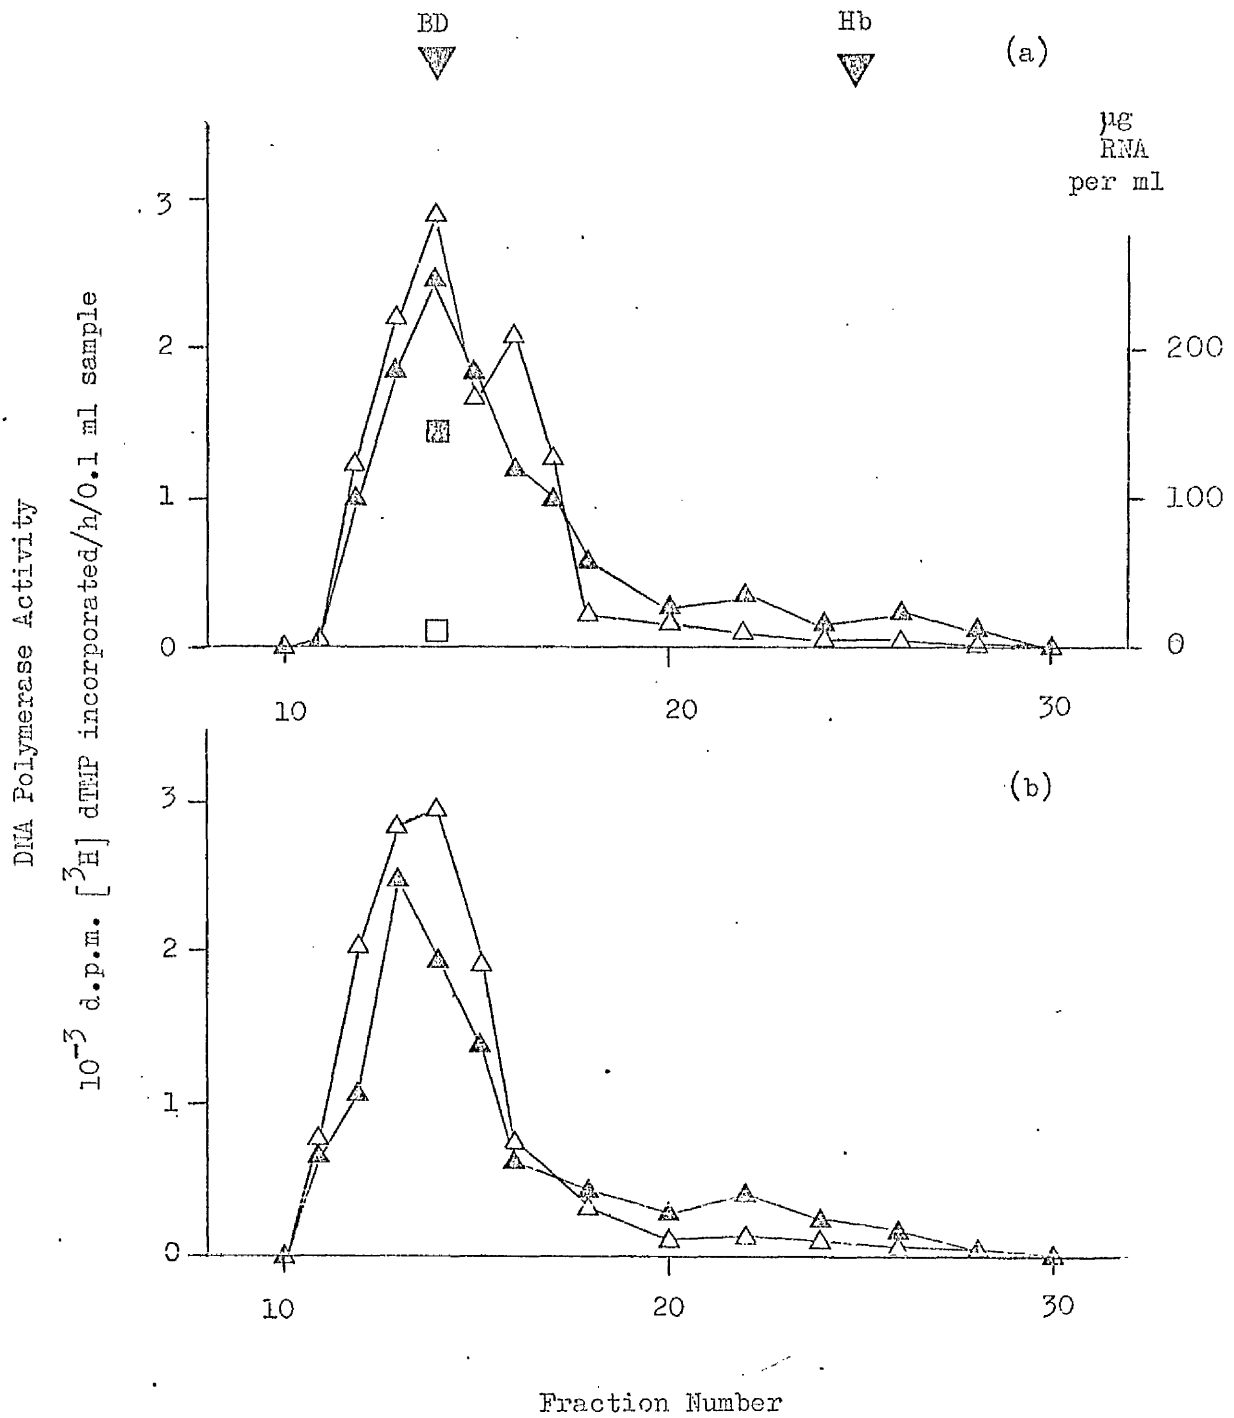 BD
Hb
(a)
µg
RNA
per ml
3
2
1
0
200
100
0
10
20
30
DNA Polymerase Activity
10⁻³ d.p.m. [³H] dTMP incorporated/h/0.1 ml sample
(b)
3
2
1
0
10
20
30
Fraction Number